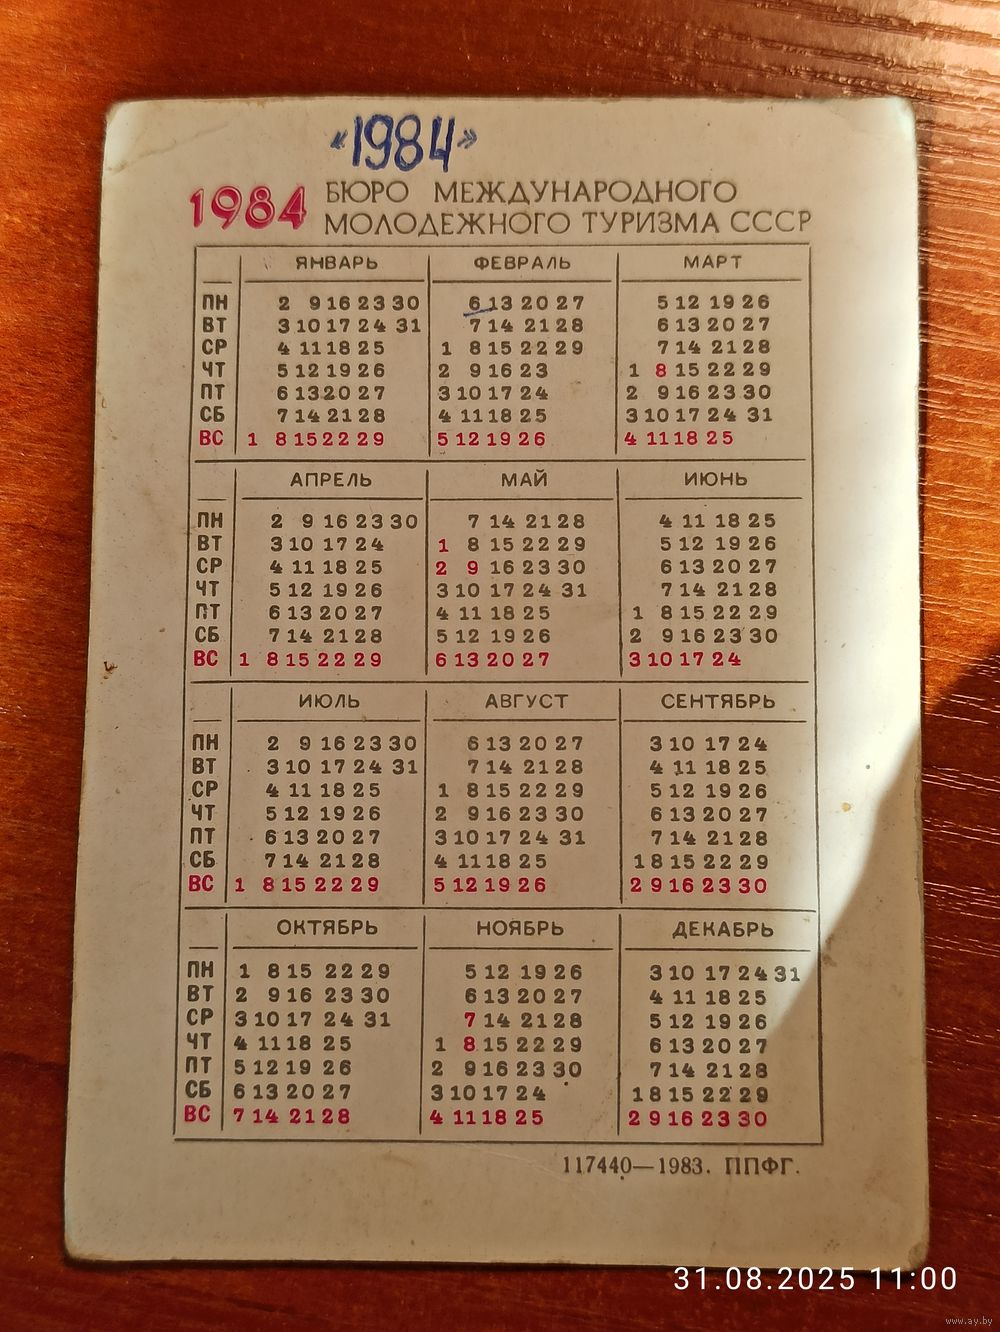 «1984»
1984 БЮРО МЕЖДУНАРОДНОГО
МОЛОДЕЖНОГО ТУРИЗМА СССР
ЯНВАРЬ ФЕВРАЛЬ МАРТ
ПН 2 9 16 23 30 6 13 20 27 5 12 19 26
ВТ 3 10 17 24 31 7 14 21 28 6 13 20 27
СР 4 11 18 25 1 8 15 22 29 7 14 21 28
ЧТ 5 12 19 26 2 9 16 23 1 8 15 22 29
ПТ 6 13 20 27 3 10 17 24 2 9 16 23 30
СБ 7 14 21 28 4 11 18 25 3 10 17 24 31
ВС 1 8 15 22 29 5 12 19 26 4 11 18 25
АПРЕЛЬ МАЙ ИЮНЬ
ПН 2 9 16 23 30 7 14 21 28 4 11 18 25
ВТ 3 10 17 24 1 8 15 22 29 5 12 19 26
СР 4 11 18 25 2 9 16 23 30 6 13 20 27
ЧТ 5 12 19 26 3 10 17 24 31 7 14 21 28
ПТ 6 13 20 27 4 11 18 25 1 8 15 22 29
СБ 7 14 21 28 5 12 19 26 2 9 16 23 30
ВС 1 8 15 22 29 6 13 20 27 3 10 17 24
ИЮЛЬ АВГУСТ СЕНТЯБРЬ
ПН 2 9 16 23 30 6 13 20 27 3 10 17 24
ВТ 3 10 17 24 31 7 14 21 28 4 11 18 25
СР 4 11 18 25 1 8 15 22 29 5 12 19 26
ЧТ 5 12 19 26 2 9 16 23 30 6 13 20 27
ПТ 6 13 20 27 3 10 17 24 31 7 14 21 28
СБ 7 14 21 28 4 11 18 25 1 8 15 22 29
ВС 1 8 15 22 29 5 12 19 26 2 9 16 23 30
ОКТЯБРЬ НОЯБРЬ ДЕКАБРЬ
ПН 1 8 15 22 29 5 12 19 26 3 10 17 24 31
ВТ 2 9 16 23 30 6 13 20 27 4 11 18 25
СР 3 10 17 24 31 7 14 21 28 5 12 19 26
ЧТ 4 11 18 25 1 8 15 22 29 6 13 20 27
ПТ 5 12 19 26 2 9 16 23 30 7 14 21 28
СБ 6 13 20 27 3 10 17 24 1 8 15 22 29
ВС 7 14 21 28 4 11 18 25 2 9 16 23 30
117440—1983. ППФГ.
31.08.2025 11:00
www.ay.by